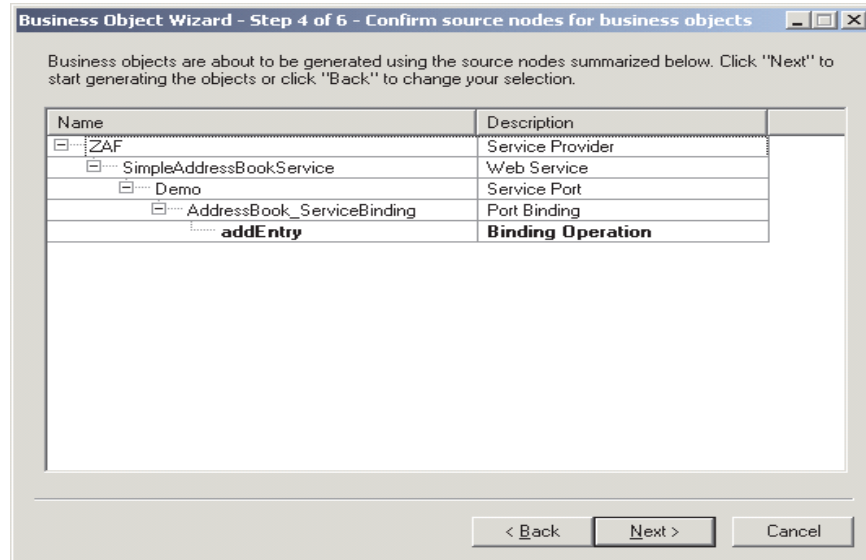 Business Object Wizard - Step 4 of 6 - Confirm source nodes for business objects
Business objects are about to be generated using the source nodes summarized below. Click "Next" to
start generating the objects or click "Back" to change your selection.
Name Description
ZAF Service Provider
SimpleAddressBookService Web Service
Demo Service Port
AddressBook_ServiceBinding Port Binding
addEntry Binding Operation
< Back Next > Cancel